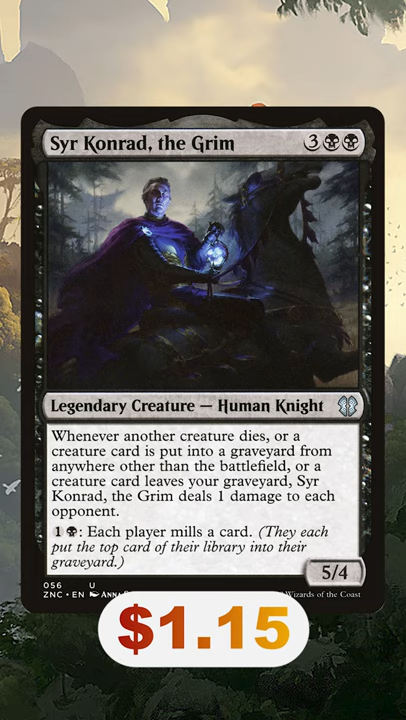 Syr Konrad, the Grim 3
Legendary Creature — Human Knight
Whenever another creature dies, or a
creature card is put into a graveyard from
anywhere other than the battlefield, or a
creature card leaves your graveyard, Syr
Konrad, the Grim deals 1 damage to each
opponent.
1 : Each player mills a card. (They each
put the top card of their library into their
graveyard.)
5/4
056 U
ZNC • EN ANNA Wizards of the Coast
$1.15